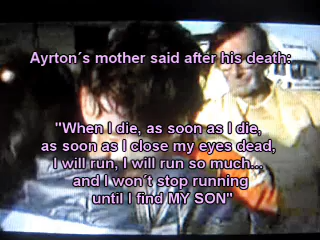 Ayrton´s mother said after his death:
"When I die, as soon as I die,
as soon as I close my eyes dead,
I will run, I will run so much...
and I won´t stop running
until I find MY SON"